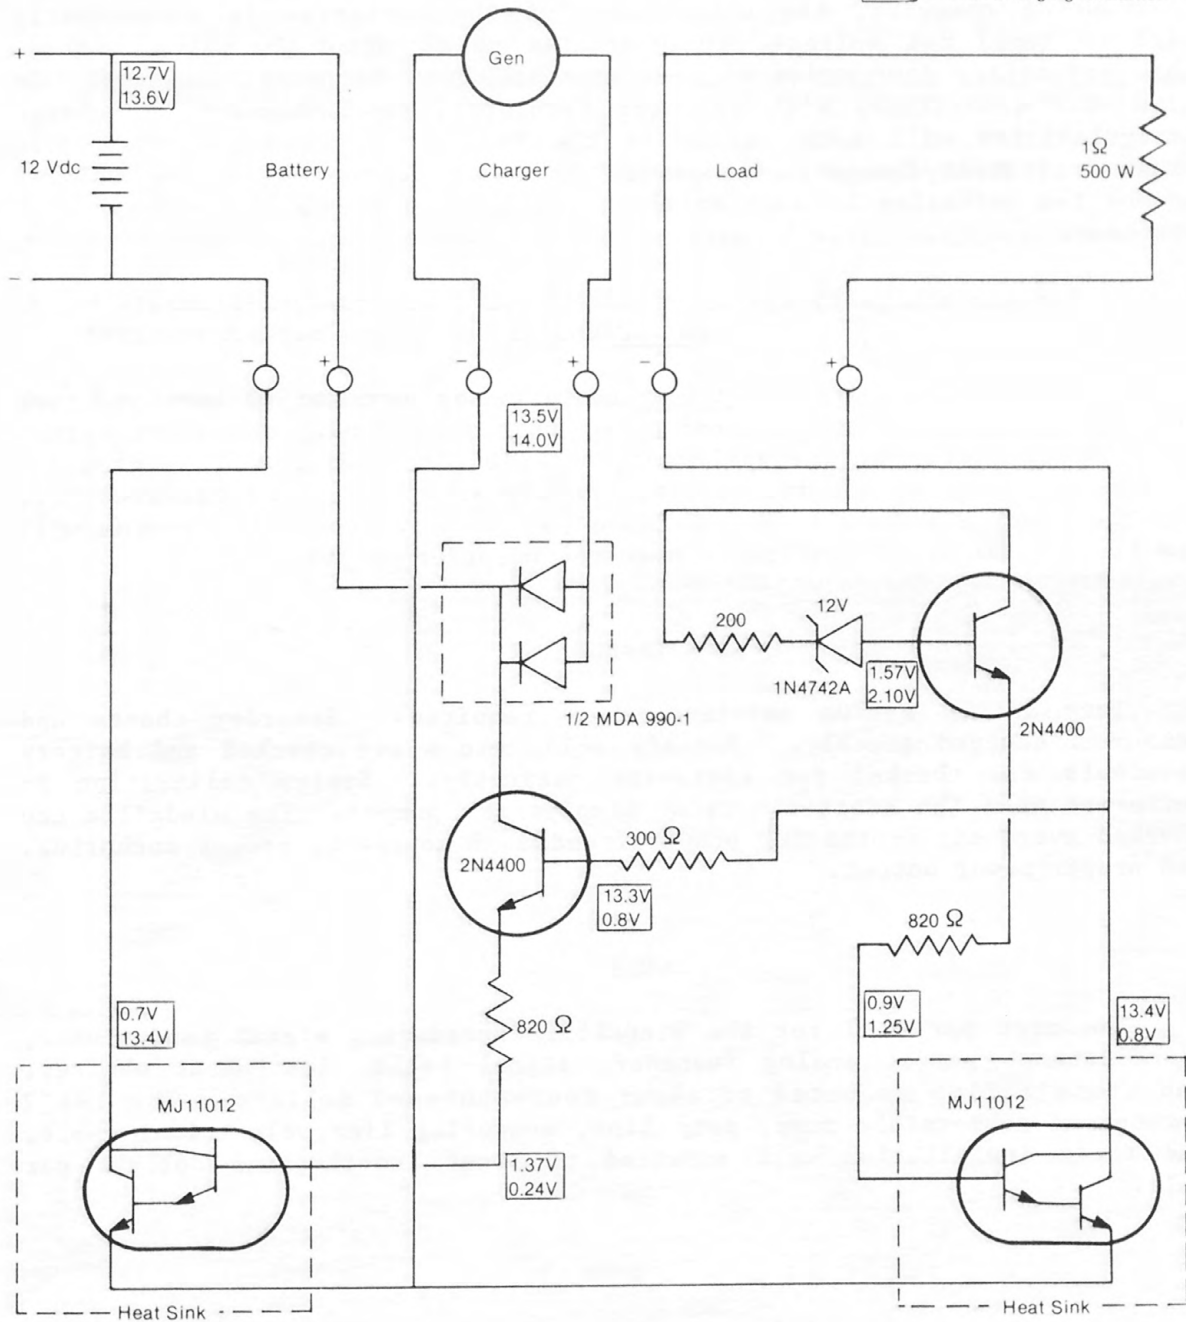 Gen
+
12.7V
13.6V
12 Vdc
Battery
Charger
Load
1Ω
500 W
−
−
+
−
+
−
+
13.5V
14.0V
200
12V
1N4742A
1.57V
2.10V
2N4400
1/2 MDA 990-1
2N4400
300 Ω
13.3V
0.8V
820 Ω
820 Ω
0.7V
13.4V
0.9V
1.25V
13.4V
0.8V
MJ11012
MJ11012
1.37V
0.24V
Heat Sink
Heat Sink